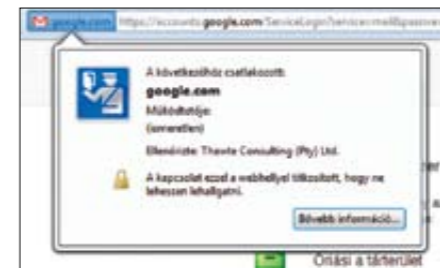 google.com https://accounts.google.com/ServiceLogin?service=mail&passive
A következőhöz csatlakozott:
google.com
Működtetője:
(ismeretlen)
Ellenőrizte: Thawte Consulting (Pty) Ltd.
A kapcsolat ezzel a webhellyel titkosított, hogy ne
lehessen lehallgatni.
Bővebb információ...
Óriási a tárterület